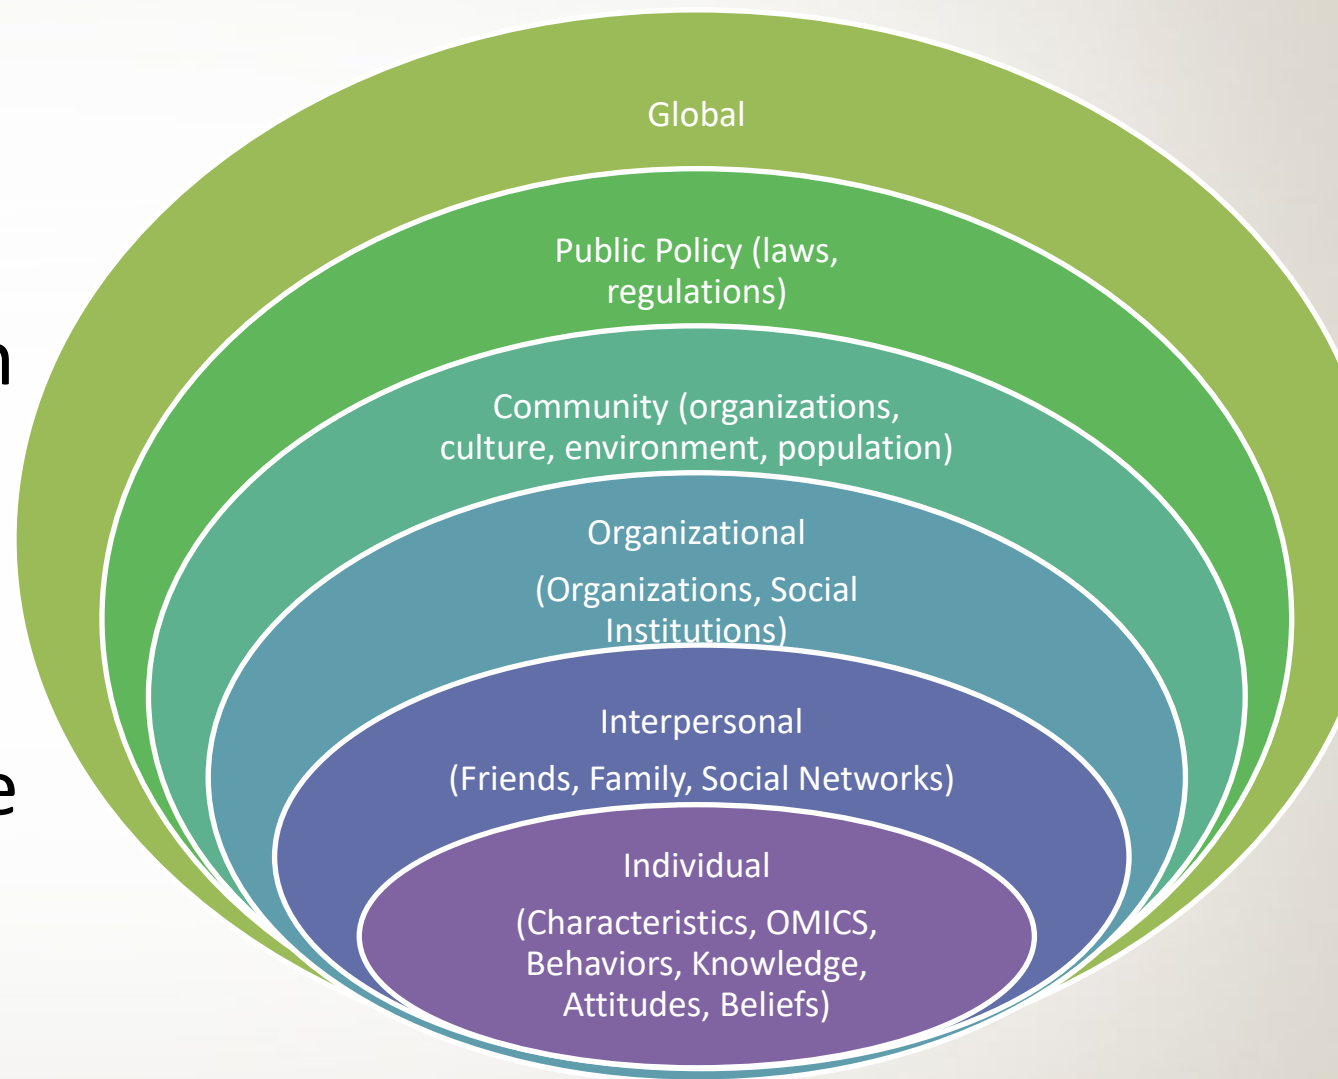 Global
Public Policy (laws,
regulations)
Community (organizations,
culture, environment, population)
Organizational
(Organizations, Social
Institutions)
Interpersonal
(Friends, Family, Social Networks)
Individual
(Characteristics, OMICS,
Behaviors, Knowledge,
Attitudes, Beliefs)